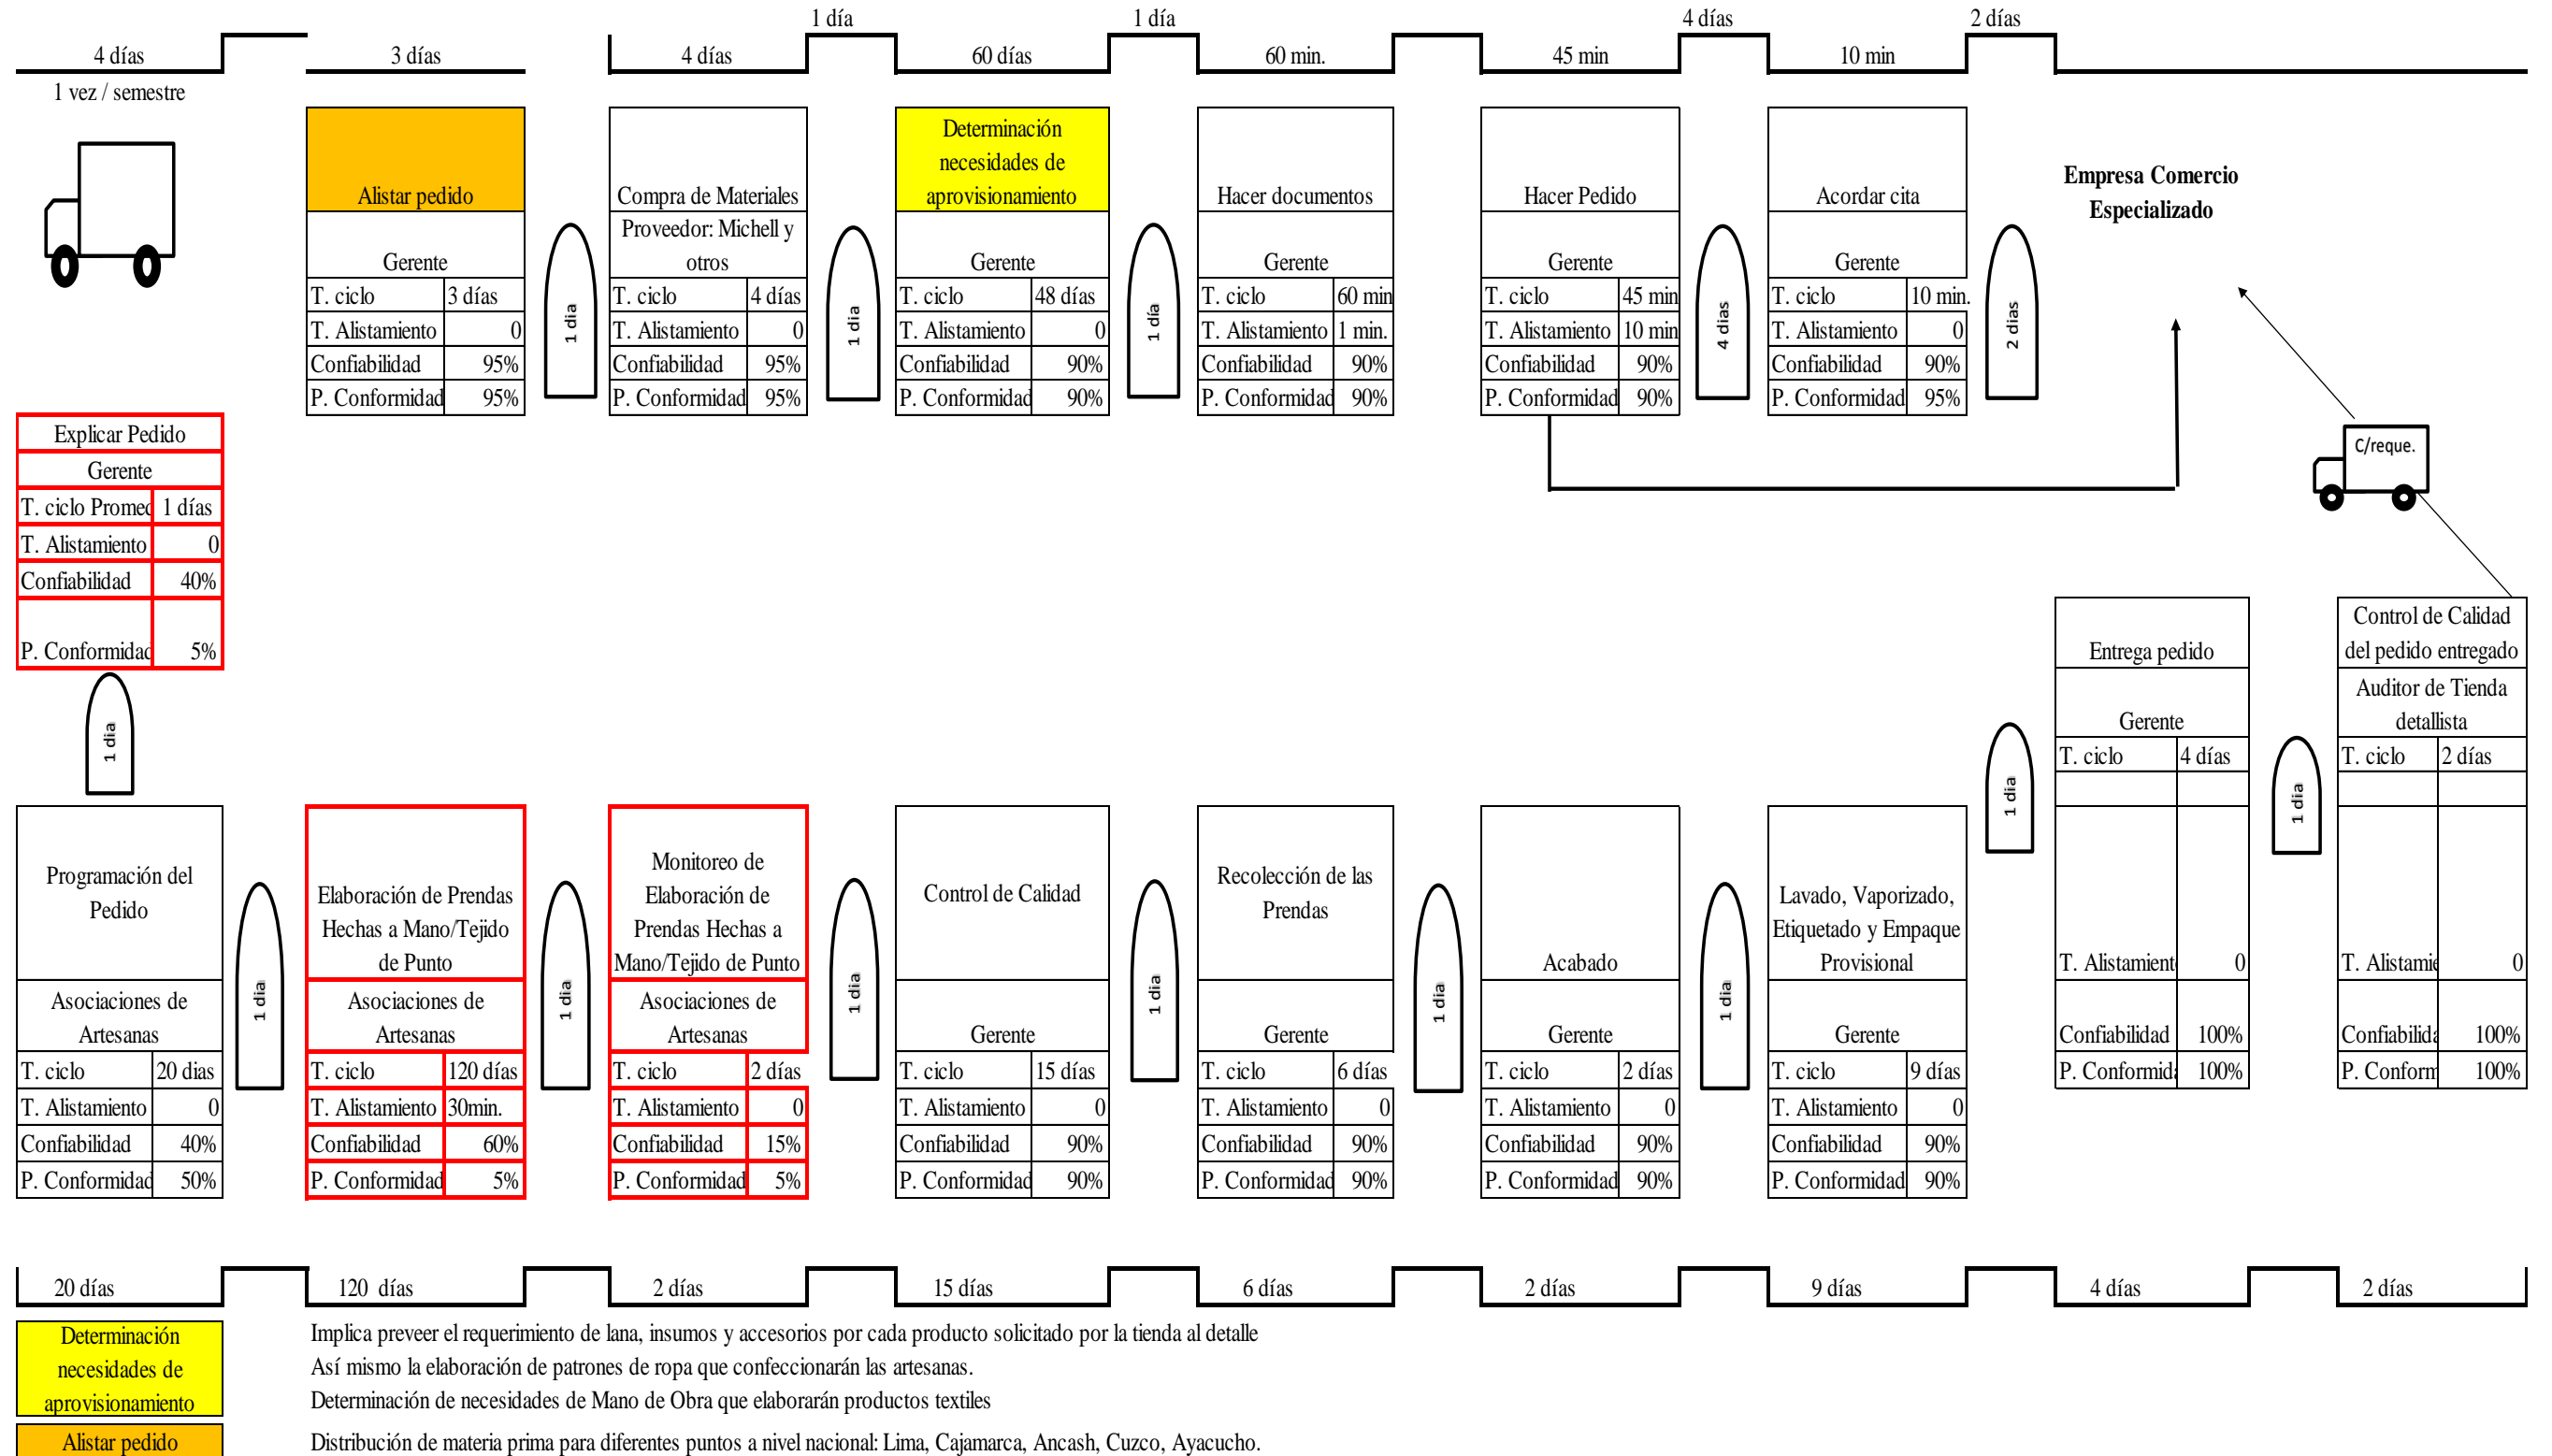 1 día
1 día
4 días
2 días
4 días
3 días
4 días
60 días
60 min.
45 min
10 min
1 vez / semestre
Alistar pedido
Gerente
T. ciclo 3 días
T. Alistamiento 0
Confiabilidad 95%
P. Conformidad 95%
1 dia
Compra de Materiales
Proveedor: Michell y
otros
T. ciclo 4 días
T. Alistamiento 0
Confiabilidad 95%
P. Conformidad 95%
1 dia
Determinación
necesidades de
aprovisionamiento
Gerente
T. ciclo 48 días
T. Alistamiento 0
Confiabilidad 90%
P. Conformidad 90%
1 día
Hacer documentos
Gerente
T. ciclo 60 min
T. Alistamiento 1 min.
Confiabilidad 90%
P. Conformidad 90%
Hacer Pedido
Gerente
T. ciclo 45 min
T. Alistamiento 10 min
Confiabilidad 90%
P. Conformidad 90%
4 dias
Acordar cita
Gerente
T. ciclo 10 min.
T. Alistamiento 0
Confiabilidad 90%
P. Conformidad 95%
2 dias
Empresa Comercio
Especializado
C/reque.
Explicar Pedido
Gerente
T. ciclo Promed 1 días
T. Alistamiento 0
Confiabilidad 40%
P. Conformidad 5%
1 dia
Programación del
Pedido
Asociaciones de
Artesanas
T. ciclo 20 dias
T. Alistamiento 0
Confiabilidad 40%
P. Conformidad 50%
1 dia
Elaboración de Prendas
Hechas a Mano/Tejido
de Punto
Asociaciones de
Artesanas
T. ciclo 120 días
T. Alistamiento 30min.
Confiabilidad 60%
P. Conformidad 5%
1 dia
Monitoreo de
Elaboración de
Prendas Hechas a
Mano/Tejido de Punto
Asociaciones de
Artesanas
T. ciclo 2 días
T. Alistamiento 0
Confiabilidad 15%
P. Conformidad 5%
1 dia
Control de Calidad
Gerente
T. ciclo 15 días
T. Alistamiento 0
Confiabilidad 90%
P. Conformidad 90%
1 dia
Recolección de las
Prendas
Gerente
T. ciclo 6 días
T. Alistamiento 0
Confiabilidad 90%
P. Conformidad 90%
1 dia
Acabado
Gerente
T. ciclo 2 días
T. Alistamiento 0
Confiabilidad 90%
P. Conformidad 90%
1 dia
Lavado, Vaporizado,
Etiquetado y Empaque
Provisional
Gerente
T. ciclo 9 días
T. Alistamiento 0
Confiabilidad 90%
P. Conformidad 90%
1 dia
Entrega pedido
Gerente
T. ciclo 4 días
T. Alistamient 0
Confiabilidad 100%
P. Conformida 100%
1 dia
Control de Calidad
del pedido entregado
Auditor de Tienda
detallista
T. ciclo 2 días
T. Alistamie 0
Confiabilida 100%
P. Conform 100%
20 días
120 días
2 días
15 días
6 días
2 días
9 días
4 días
2 días
Determinación
necesidades de
aprovisionamiento
Implica preveer el requerimiento de lana, insumos y accesorios por cada producto solicitado por la tienda al detalle
Así mismo la elaboración de patrones de ropa que confeccionarán las artesanas.
Determinación de necesidades de Mano de Obra que elaborarán productos textiles
Alistar pedido
Distribución de materia prima para diferentes puntos a nivel nacional: Lima, Cajamarca, Ancash, Cuzco, Ayacucho.